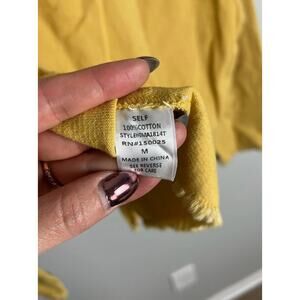 SELF
100%COTTON
STYLE#HMA1814T
RN#150025
M
MADE IN CHINA
SEE REVERSE
FOR CARE